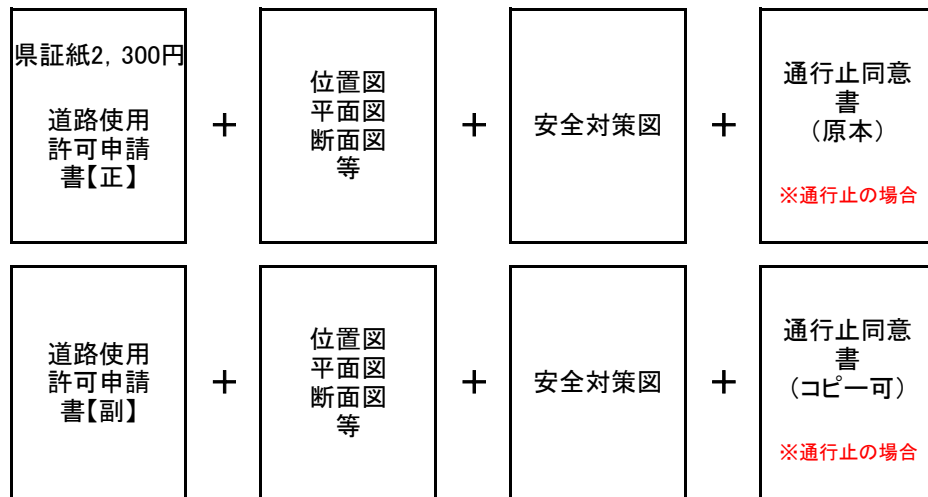 県証紙2，300円
道路使用
許可申請
書【正】
＋
位置図
平面図
断面図
等
＋
安全対策図
＋
通行止同意
書
（原本）
※通行止の場合
道路使用
許可申請
書【副】
＋
位置図
平面図
断面図
等
＋
安全対策図
＋
通行止同意
書
（コピー可）
※通行止の場合